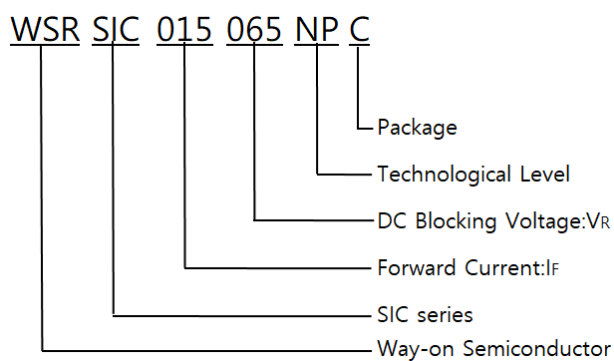 WSR SIC 015 065 NP C
Package
Technological Level
DC Blocking Voltage:VR
Forward Current:IF
SIC series
Way-on Semiconductor